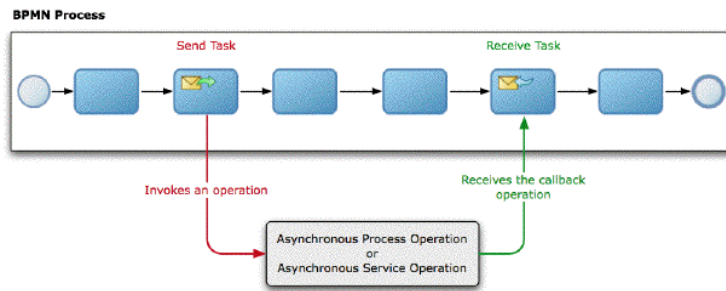 BPMN Process
Send Task
Receive Task
Invokes an operation
Receives the callback
operation
Asynchronous Process Operation
or
Asynchronous Service Operation